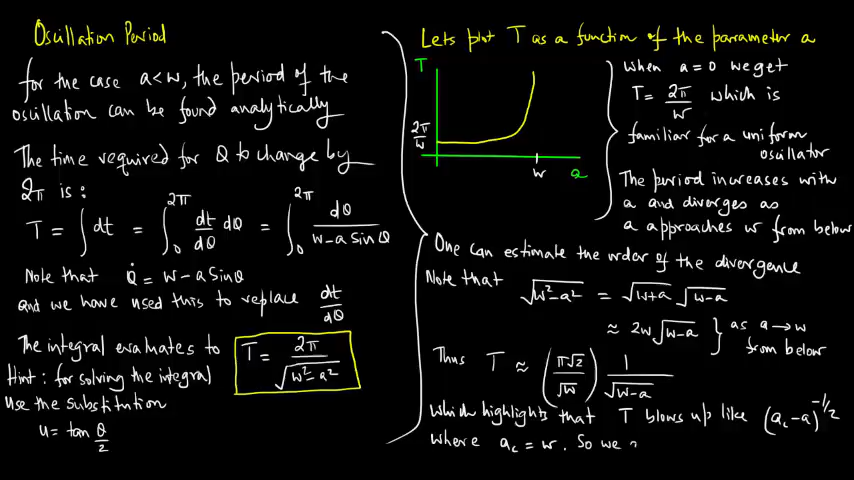 Oscillation Period
for the case a<w, the period of the
oscillation can be found analytically
The time required for Q to change by
2π is:
T = ∫ dt = ∫₀^2π dt/dθ dθ = ∫₀^2π dθ/(w-a sin θ)
Note that Q̇ = w - a sin θ
and we have used this to replace dt/dθ
The integral evaluates to
T = 2π/√(w²-a²)
Hint: for solving the integral
use the substitution
u = tan θ/2
Lets plot T as a function of the parameter a
T
2π/w
w
Q
when a=0 we get
T = 2π/w which is
familiar for a uniform
oscillator
The period increases with
a and diverges as
a approaches w from below
One can estimate the order of the divergence
Note that √(w²-a²) = √(w+a) √(w-a)
≈ 2w √(w-a) } as a → w
from below
Thus T ≈ (π√2/√w) 1/√(w-a)
Which highlights that T blows up like (a_c - a)^-1/2
where a_c = w. So we